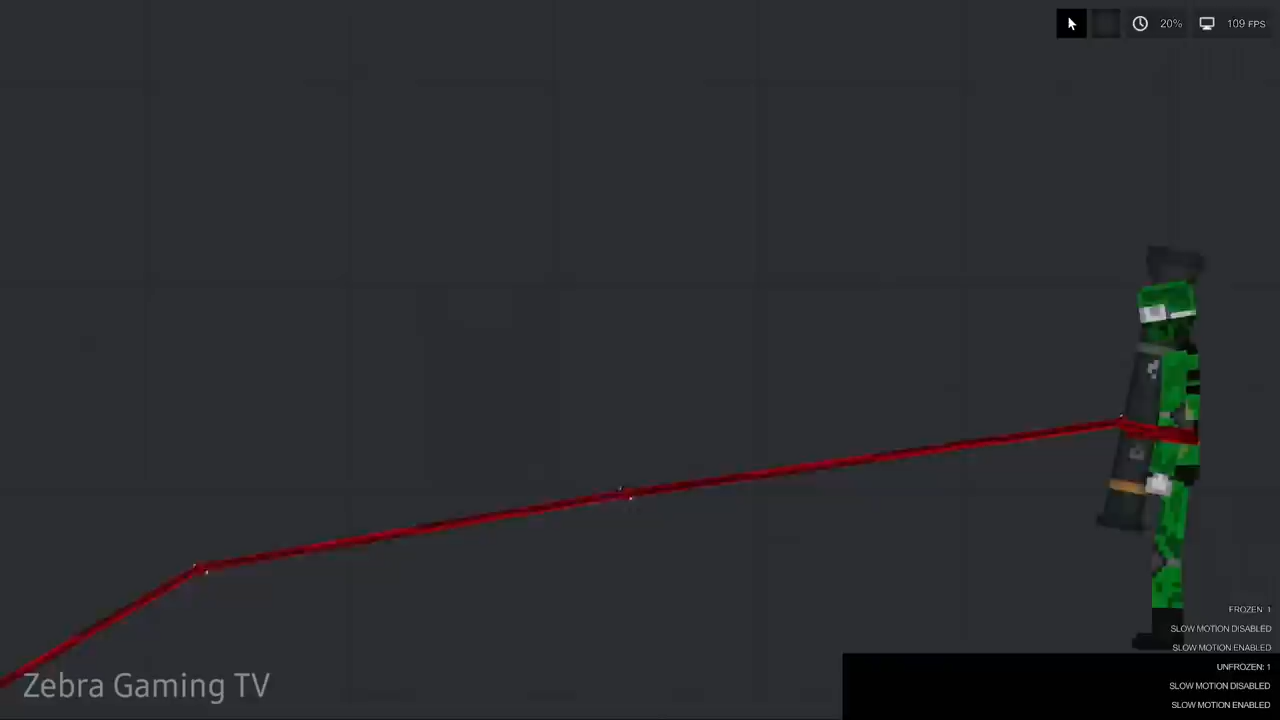 20%
109 FPS
FROZEN: 1
SLOW MOTION DISABLED
SLOW MOTION ENABLED
UNFROZEN: 1
SLOW MOTION DISABLED
SLOW MOTION ENABLED
Zebra Gaming TV